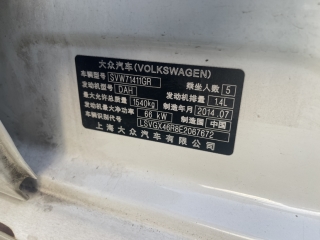 大众汽车(VOLKSWAGEN)
车辆型号 SVW71411GR 乘坐人数 5
发动机型号 DAH 发动机排量 1.4L
最大允许总质量 1540kg 制造年月 2014.07
发动机最大净功率 66 kW 制造国 中国
车辆识别代号 LSVGX46R8E2067672
上海大众汽车有限公司